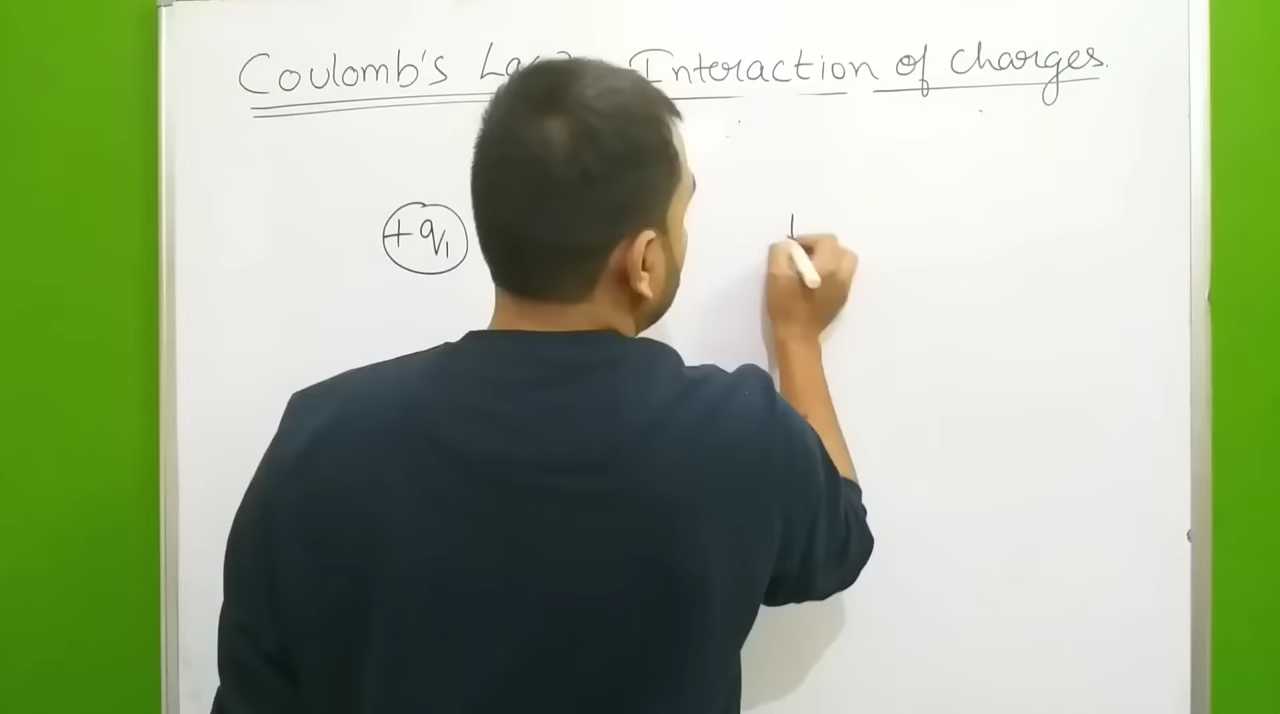 Coulomb's Interaction of charges.
+q₁